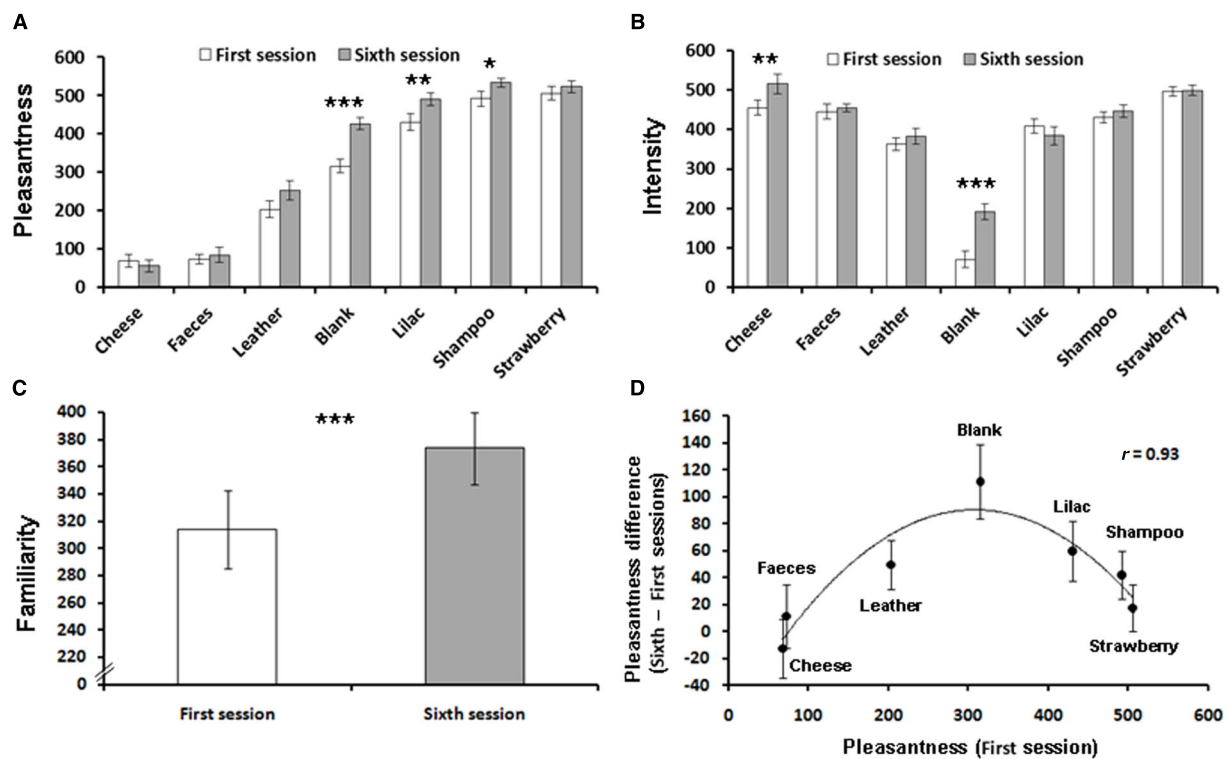 A
Pleasantness
First session
Sixth session
600
500
400
300
200
100
0
***
**
*
Cheese
Faeces
Leather
Blank
Lilac
Shampoo
Strawberry
B
Intensity
First session
Sixth session
600
500
400
300
200
100
0
**
***
Cheese
Faeces
Leather
Blank
Lilac
Shampoo
Strawberry
C
Familiarity
400
380
360
340
320
300
280
260
240
220
0
***
First session
Sixth session
D
Pleasantness difference
(Sixth – First sessions)
160
140
120
100
80
60
40
20
0
-20
-40
Blank
r = 0.93
Lilac
Shampoo
Faeces
Leather
Strawberry
Cheese
0 100 200 300 400 500 600
Pleasantness (First session)